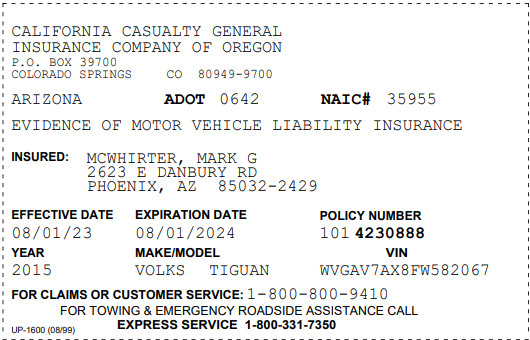 CALIFORNIA CASUALTY GENERAL
INSURANCE COMPANY OF OREGON
P.O. BOX 39700
COLORADO SPRINGS CO 80949-9700
ARIZONA ADOT 0642 NAIC# 35955
EVIDENCE OF MOTOR VEHICLE LIABILITY INSURANCE
INSURED: MCWHIRTER, MARK G
2623 E DANBURY RD
PHOENIX, AZ 85032-2429
EFFECTIVE DATE EXPIRATION DATE POLICY NUMBER
08/01/23 08/01/2024 101 4230888
YEAR MAKE/MODEL VIN
2015 VOLKS TIGUAN WVGAV7AX8FW582067
FOR CLAIMS OR CUSTOMER SERVICE: 1-800-800-9410
FOR TOWING & EMERGENCY ROADSIDE ASSISTANCE CALL
EXPRESS SERVICE 1-800-331-7350
UP-1600 (08/99)